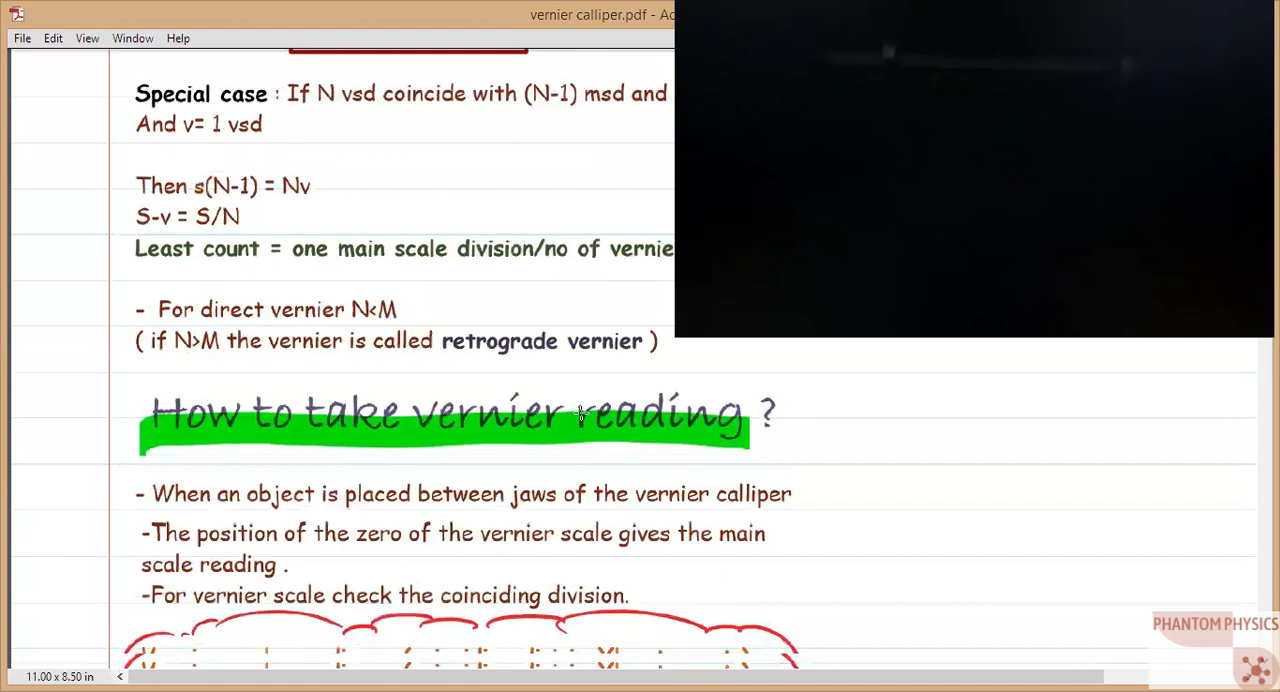 vernier calliper.pdf - Ac
File Edit View Window Help
Special case : If N vsd coincide with (N-1) msd and
And v= 1 vsd
Then s(N-1) = Nv
S-v = S/N
Least count = one main scale division/no of vernie
- For direct vernier N<M
( if N>M the vernier is called retrograde vernier )
How to take vernier reading ?
- When an object is placed between jaws of the vernier calliper
-The position of the zero of the vernier scale gives the main
scale reading .
-For vernier scale check the coinciding division.
PHANTOM PHYSICS
11.00 x 8.50 in